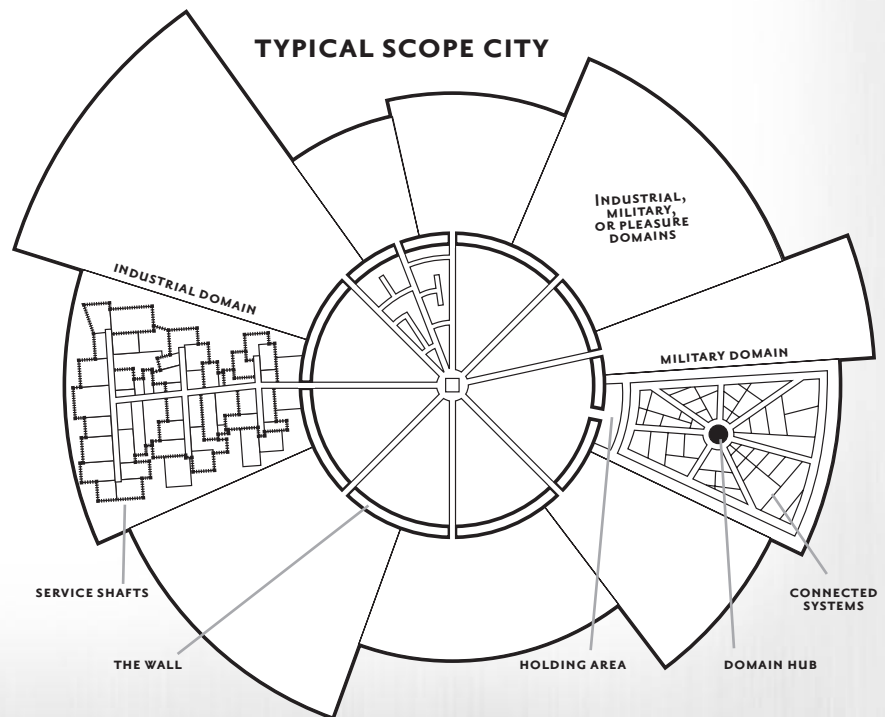 TYPICAL SCOPE CITY
INDUSTRIAL,
MILITARY,
OR PLEASURE
DOMAINS
INDUSTRIAL DOMAIN
MILITARY DOMAIN
SERVICE SHAFTS
CONNECTED
SYSTEMS
THE WALL
HOLDING AREA
DOMAIN HUB